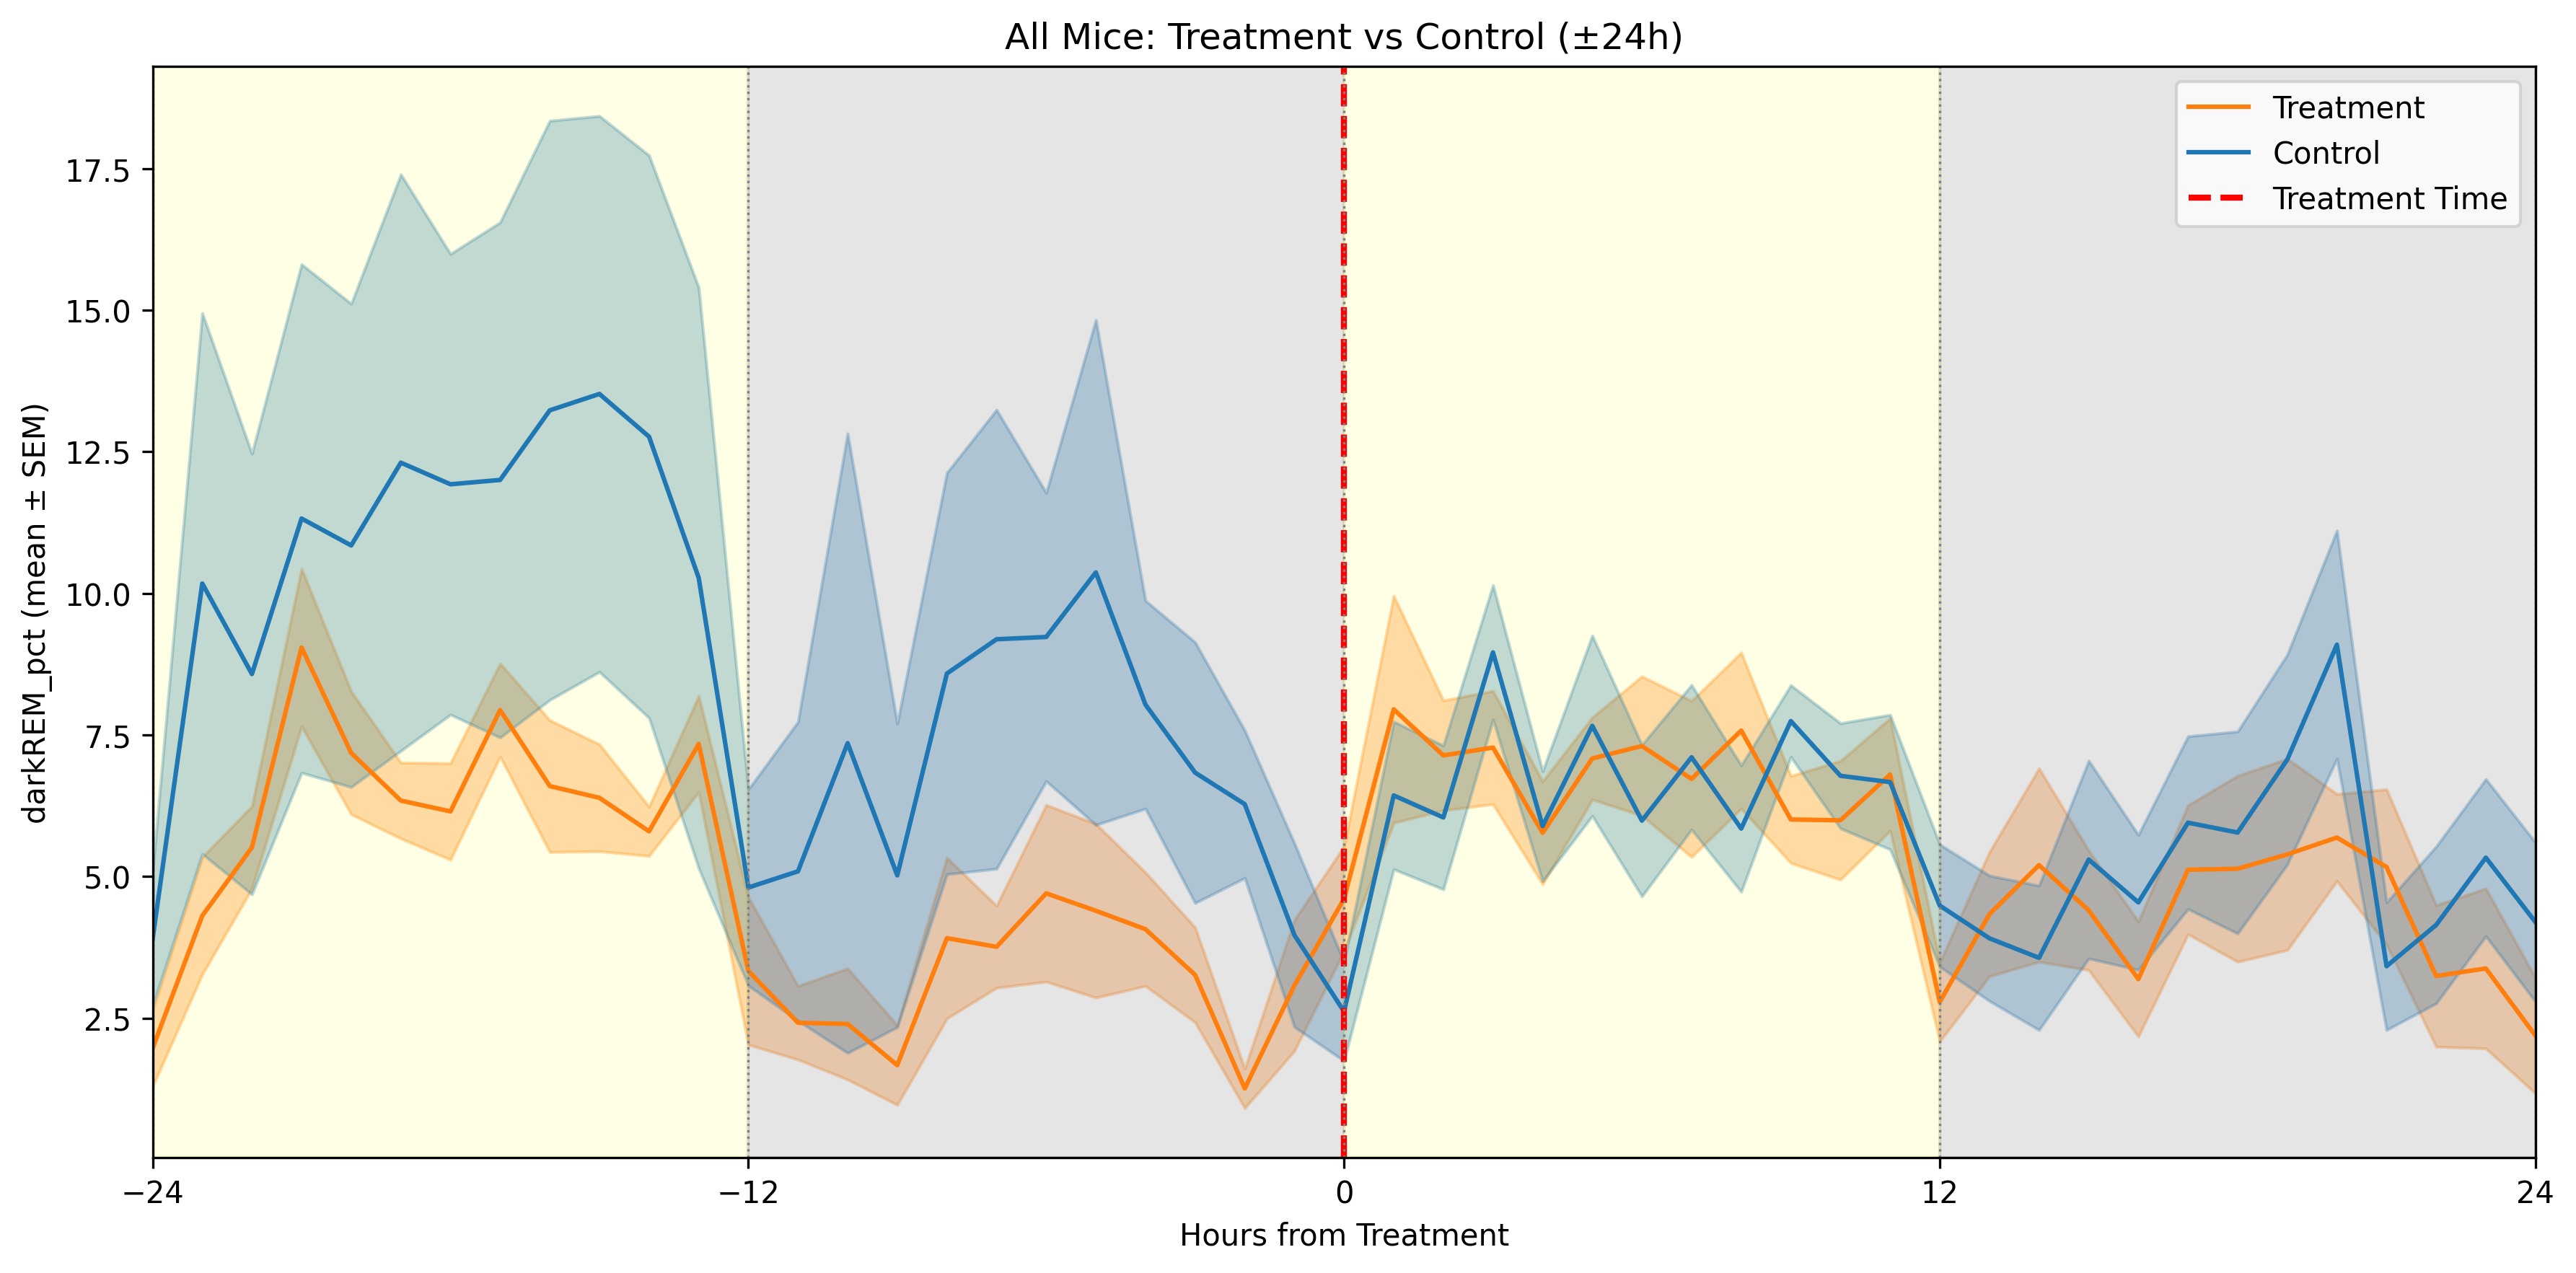 All Mice: Treatment vs Control (±24h)
Treatment
Control
Treatment Time
darkREM_pct (mean ± SEM)
17.5
15.0
12.5
10.0
7.5
5.0
2.5
−24
−12
0
12
24
Hours from Treatment